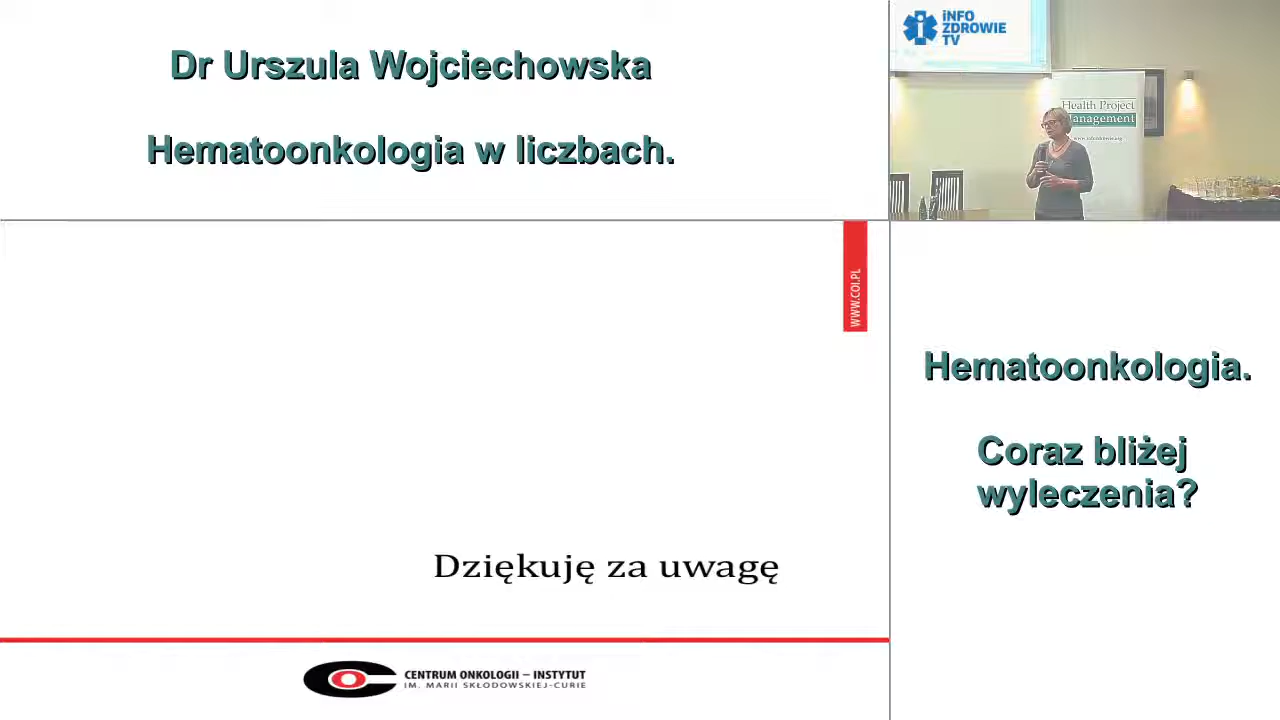 Dr Urszula Wojciechowska
Hematoonkologia w liczbach.
iNFO
ZDROWIE
TV
Health Project
Management
WWW.COI.PL
Hematoonkologia.
Coraz bliżej
wyleczenia?
Dziękuję za uwagę
CENTRUM ONKOLOGII – INSTYTUT
IM. MARII SKŁODOWSKIEJ-CURIE